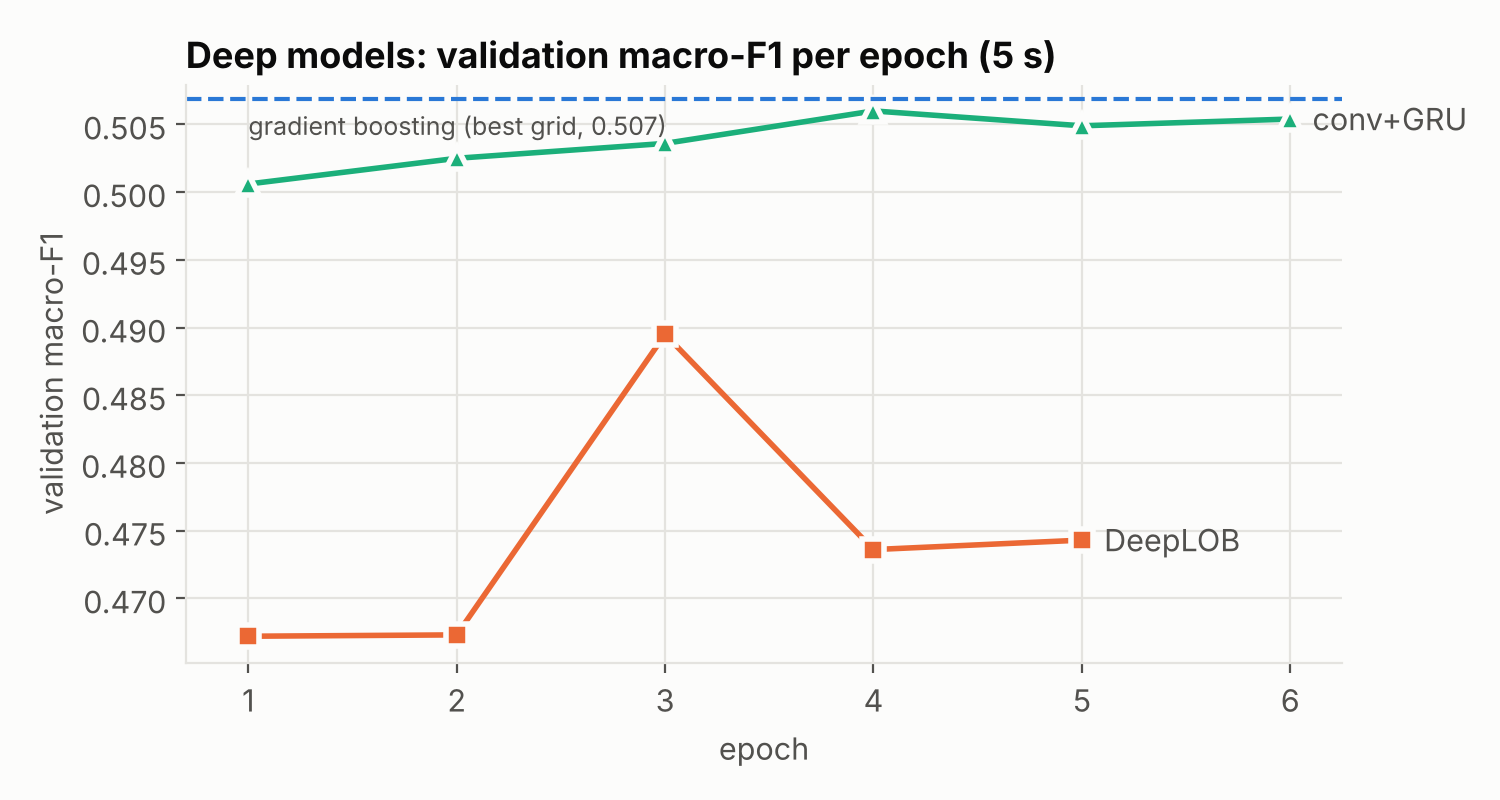 Deep models: validation macro-F1 per epoch (5 s)
gradient boosting (best grid, 0.507)
conv+GRU
DeepLOB
validation macro-F1
0.505
0.500
0.495
0.490
0.485
0.480
0.475
0.470
1 2 3 4 5 6
epoch